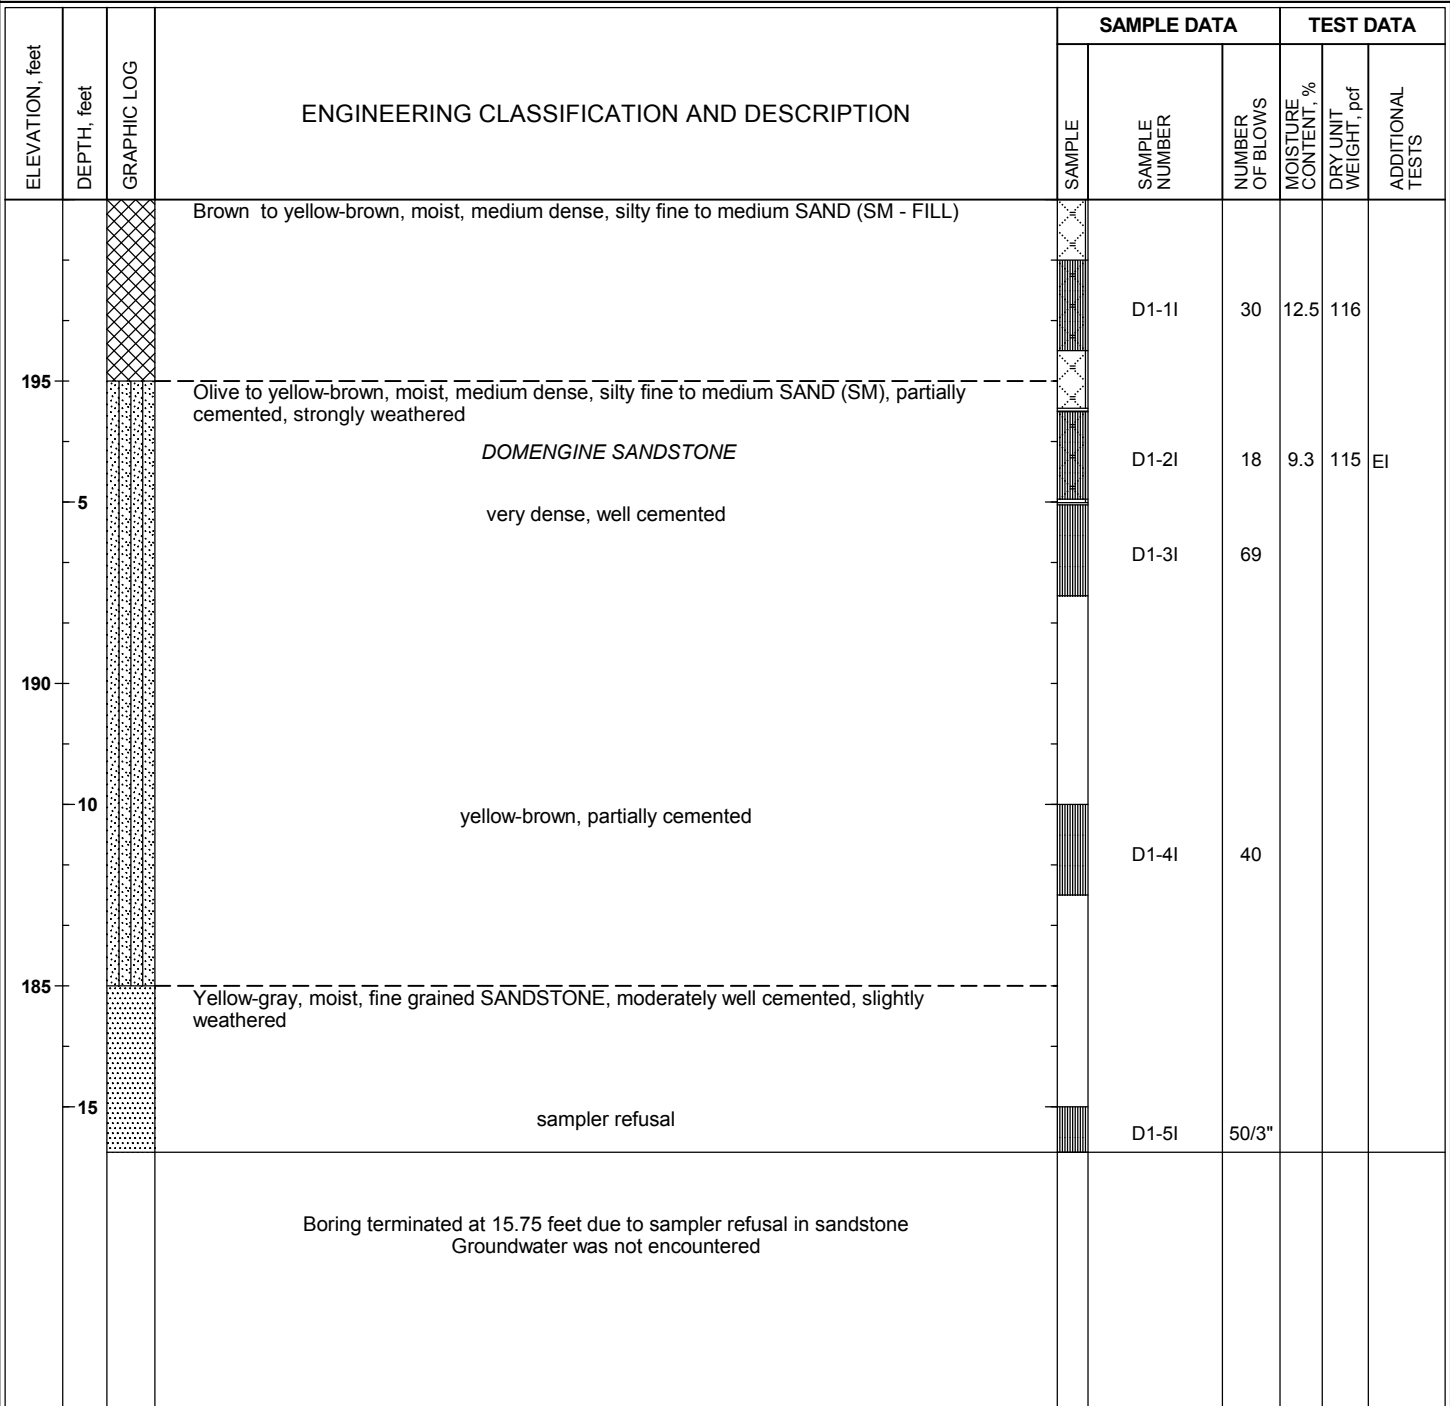 SAMPLE DATA
TEST DATA
ELEVATION, feet
DEPTH, feet
GRAPHIC LOG
ENGINEERING CLASSIFICATION AND DESCRIPTION
SAMPLE
SAMPLE
NUMBER
NUMBER
OF BLOWS
MOISTURE
CONTENT, %
DRY UNIT
WEIGHT, pcf
ADDITIONAL
TESTS
Brown to yellow-brown, moist, medium dense, silty fine to medium SAND (SM - FILL)
D1-1I 30 12.5 116
195
Olive to yellow-brown, moist, medium dense, silty fine to medium SAND (SM), partially
cemented, strongly weathered
DOMENGINE SANDSTONE
D1-2I 18 9.3 115 EI
5
very dense, well cemented
D1-3I 69
190
10
yellow-brown, partially cemented
D1-4I 40
185
Yellow-gray, moist, fine grained SANDSTONE, moderately well cemented, slightly
weathered
15
sampler refusal
D1-5I 50/3"
Boring terminated at 15.75 feet due to sampler refusal in sandstone
Groundwater was not encountered